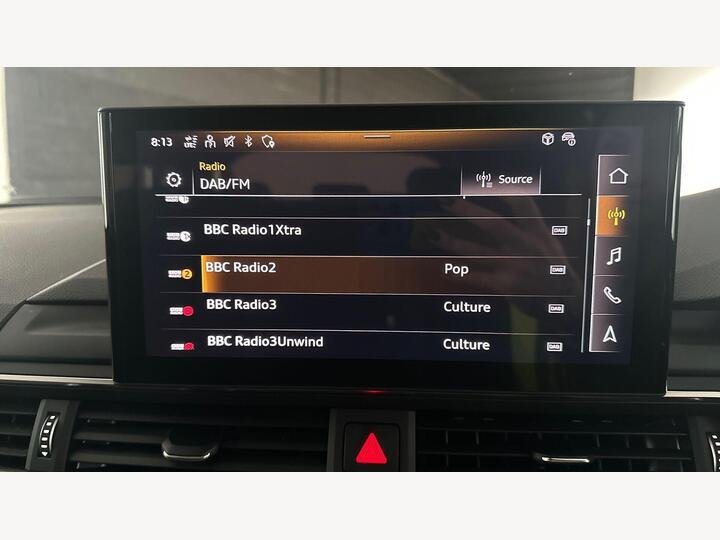 8:13
Radio
DAB/FM
Source
BBC Radio1Xtra
DAB
BBC Radio2
Pop
DAB
BBC Radio3
Culture
DAB
BBC Radio3Unwind
Culture
DAB